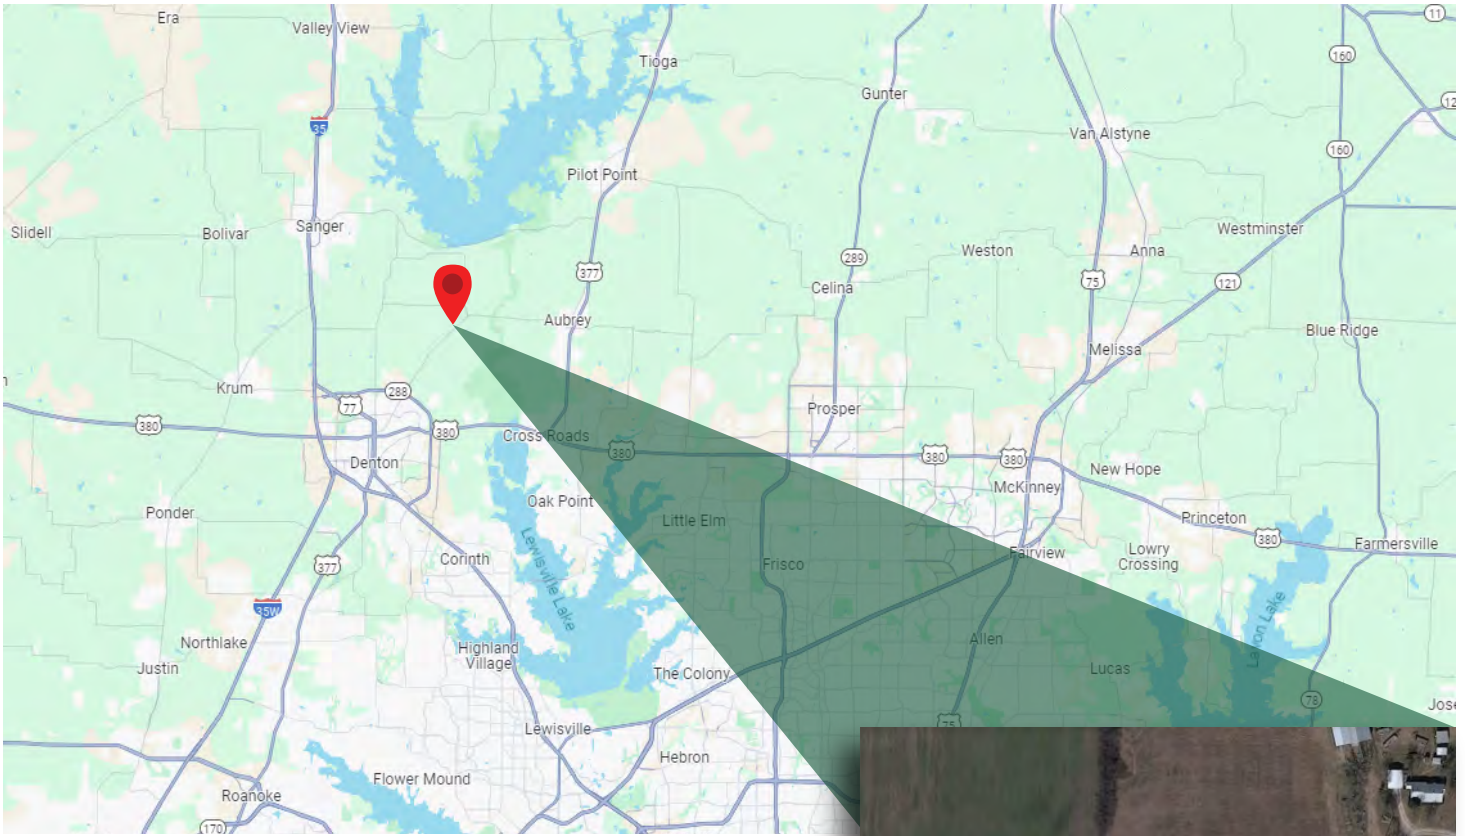 Era
Valley View
11
160
Tioga
Gunter
12
35
Van Alstyne
160
Pilot Point
Slidell
Bolivar
Sanger
Westminster
Weston
Anna
289
377
75
121
Celina
Aubrey
Blue Ridge
Melissa
Krum
288
77
Prosper
380
380
Cross Roads
380
380
380
Denton
New Hope
McKinney
Oak Point
Ponder
Little Elm
Princeton
380
Farmersville
Fairview
Lowry
Crossing
Corinth
377
Frisco
Lewisville Lake
35W
Lavon Lake
Northlake
Allen
Highland
Village
Justin
Lucas
The Colony
78
Jose
75
Lewisville
Hebron
Flower Mound
Roanoke
170